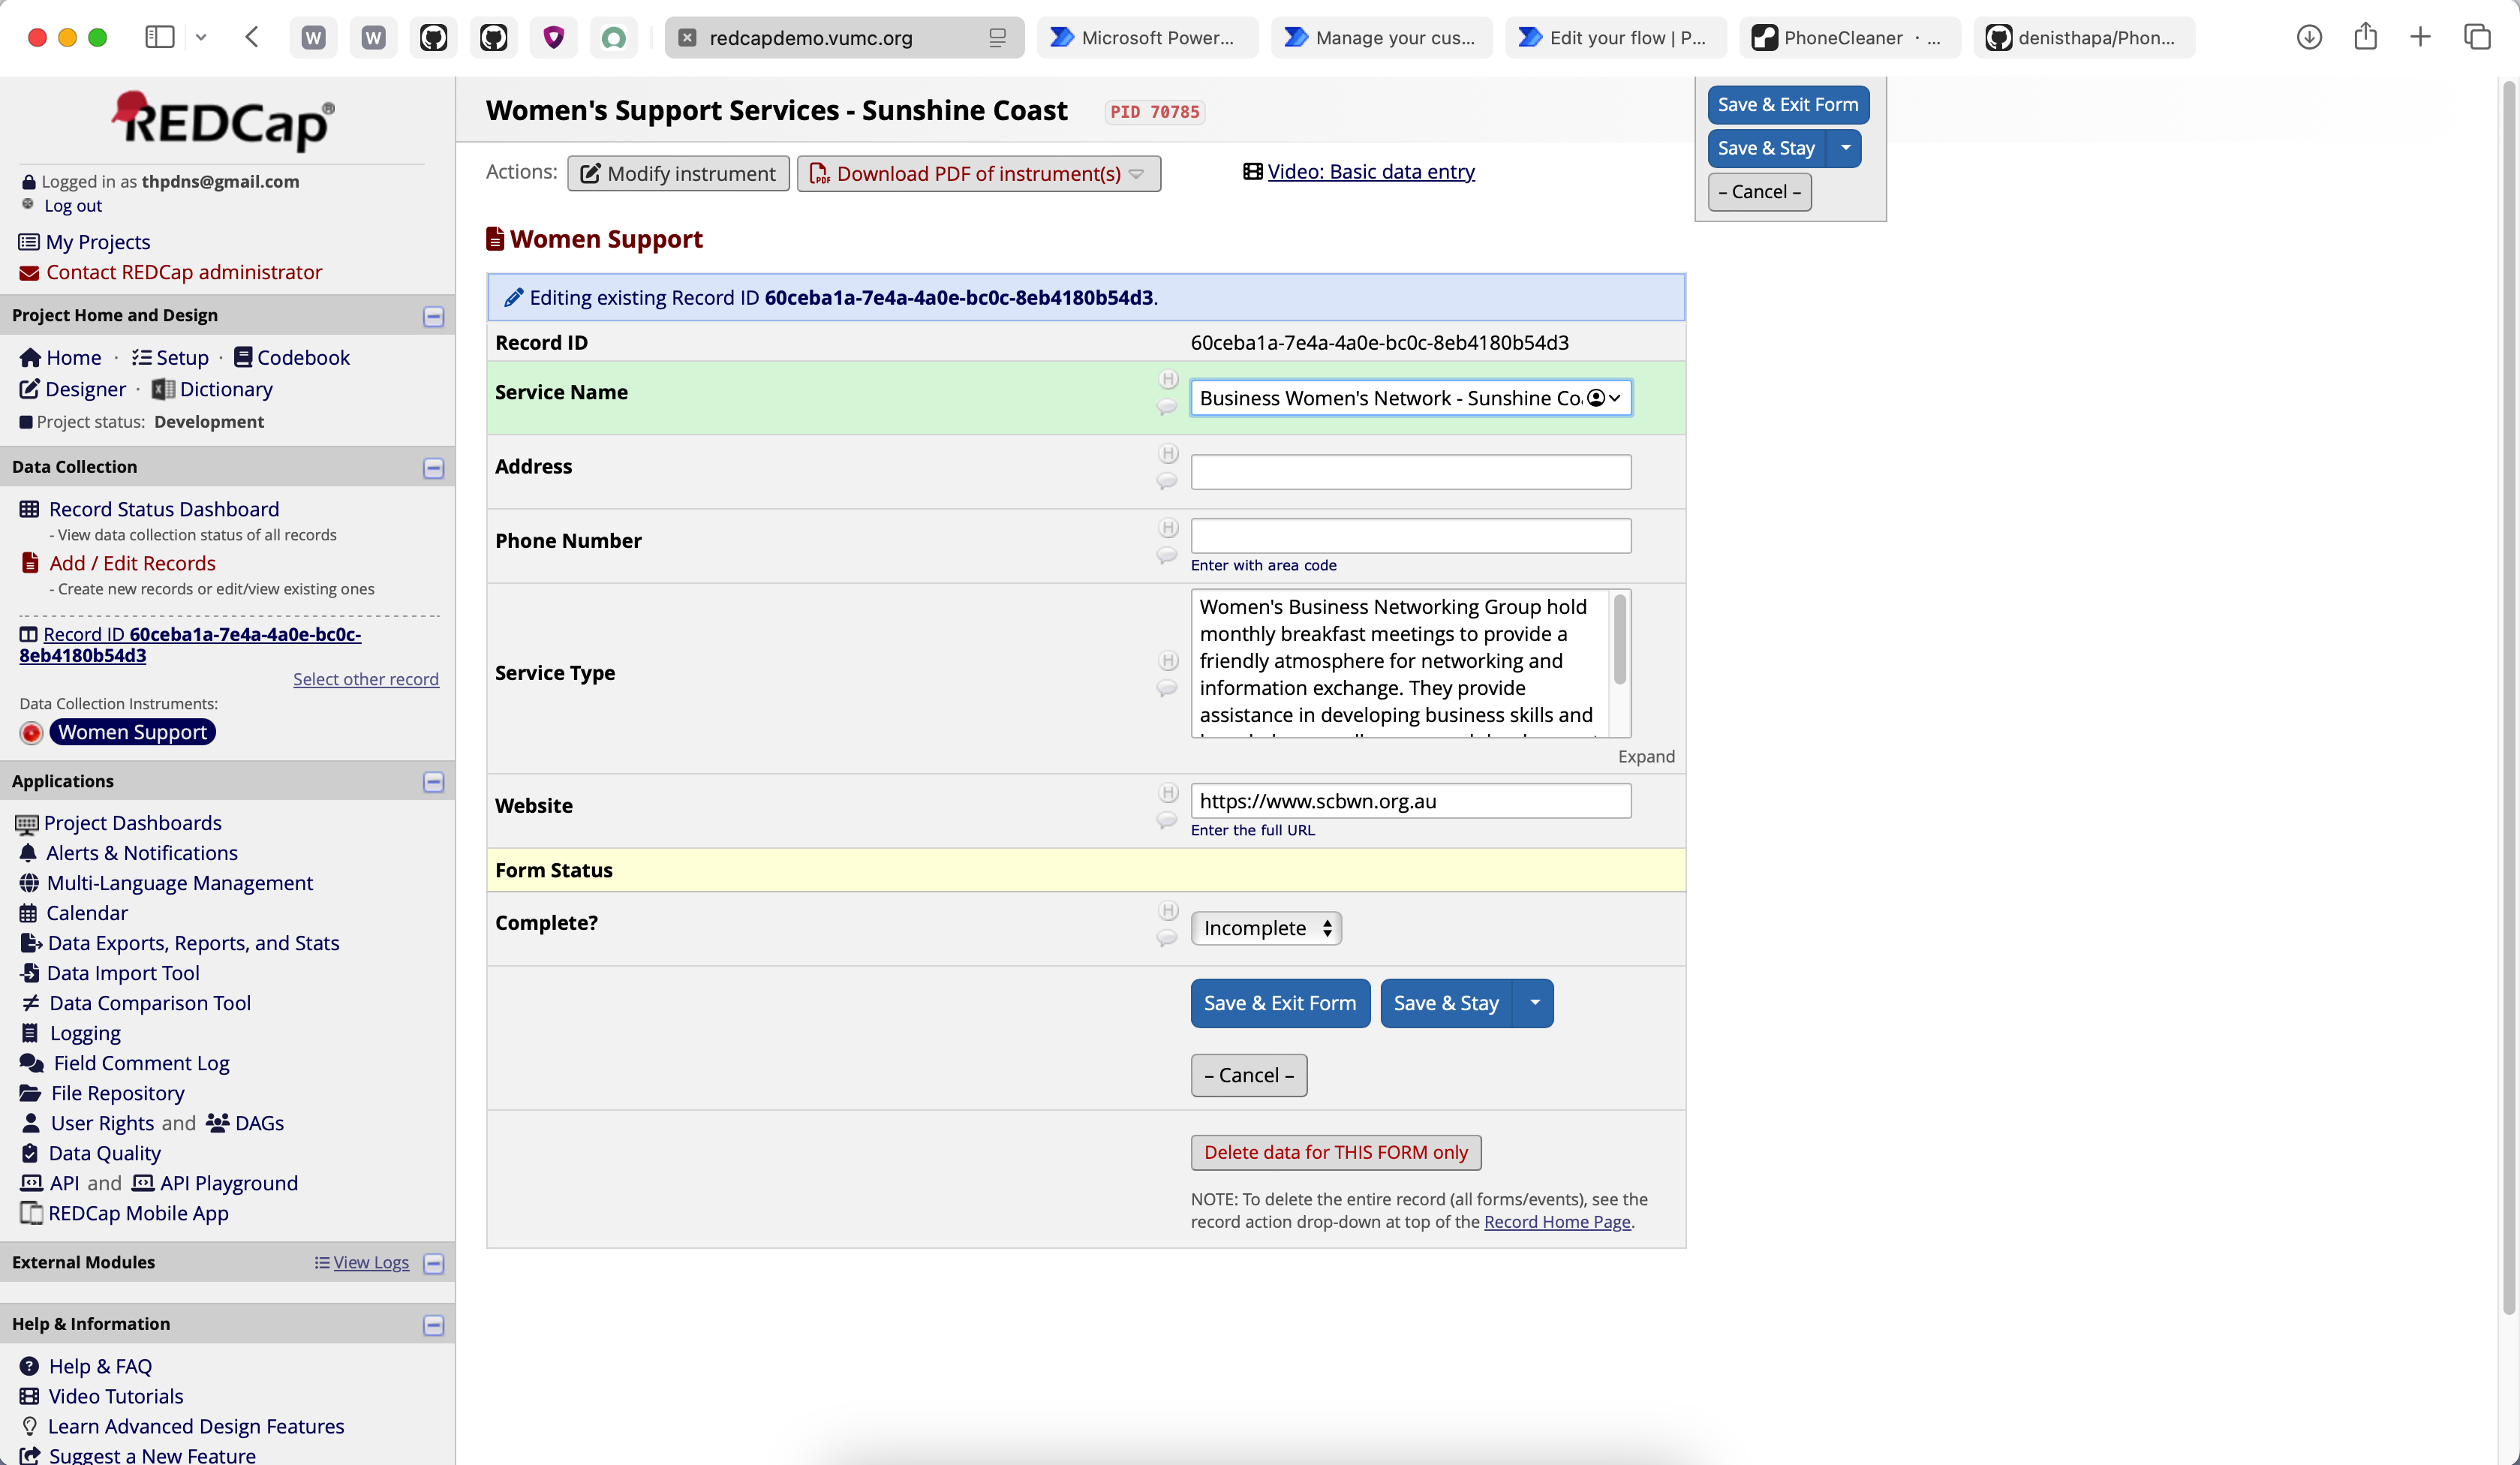 W
W
redcapdemo.vumc.org
Microsoft Power...
Manage your cus...
Edit your flow | P...
PhoneCleaner · ...
denisthapa/Phon...
REDCap®
Logged in as thpdns@gmail.com
Log out
My Projects
Contact REDCap administrator
Project Home and Design
Home · Setup · Codebook
Designer · Dictionary
Project status: Development
Data Collection
Record Status Dashboard
- View data collection status of all records
Add / Edit Records
- Create new records or edit/view existing ones
Record ID 60ceba1a-7e4a-4a0e-bc0c-
8eb4180b54d3
Select other record
Data Collection Instruments:
Women Support
Applications
Project Dashboards
Alerts & Notifications
Multi-Language Management
Calendar
Data Exports, Reports, and Stats
Data Import Tool
Data Comparison Tool
Logging
Field Comment Log
File Repository
User Rights and DAGs
Data Quality
API and API Playground
REDCap Mobile App
External Modules
View Logs
Help & Information
Help & FAQ
Video Tutorials
Learn Advanced Design Features
Suggest a New Feature
Women's Support Services - Sunshine Coast PID 70785
Save & Exit Form
Save & Stay
– Cancel –
Actions: Modify instrument PDF Download PDF of instrument(s) Video: Basic data entry
Women Support
Editing existing Record ID 60ceba1a-7e4a-4a0e-bc0c-8eb4180b54d3.
Record ID 60ceba1a-7e4a-4a0e-bc0c-8eb4180b54d3
Service Name H Business Women's Network - Sunshine Coa
Address H
Phone Number H
Enter with area code
Service Type H
Women's Business Networking Group hold
monthly breakfast meetings to provide a
friendly atmosphere for networking and
information exchange. They provide
assistance in developing business skills and
Expand
Website H https://www.scbwn.org.au
Enter the full URL
Form Status
Complete? H Incomplete
Save & Exit Form Save & Stay
– Cancel –
Delete data for THIS FORM only
NOTE: To delete the entire record (all forms/events), see the
record action drop-down at top of the Record Home Page.